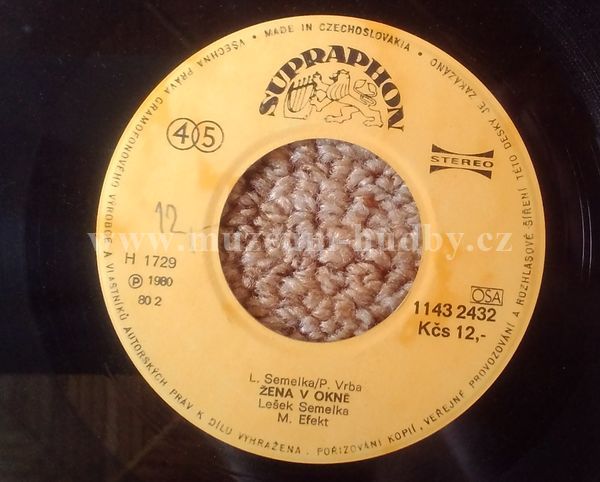 • MADE IN CZECHOSLOVAKIA •
VŠECHNA PRÁVA GRAMOFONOVÉHO VÝROBCE A VLASTNÍKŮ AUTORSKÝCH PRÁV K DÍLU VYHRAŽENA. POŘIZOVÁNÍ KOPIÍ, VEŘEJNÉ PROVOZOVÁNÍ A ROZHLASOVÉ ŠÍŘENÍ TÉTO DESKY JE ZAKÁZÁNO
SUPRAPHON
45
STEREO
12
www.muzeum-hudby.cz
H 1729
Ⓟ 1980
80 2
OSA
1143 2432
Kčs 12,-
L. Semelka/P. Vrba
ŽENA V OKNĚ
Lešek Semelka
M. Efekt